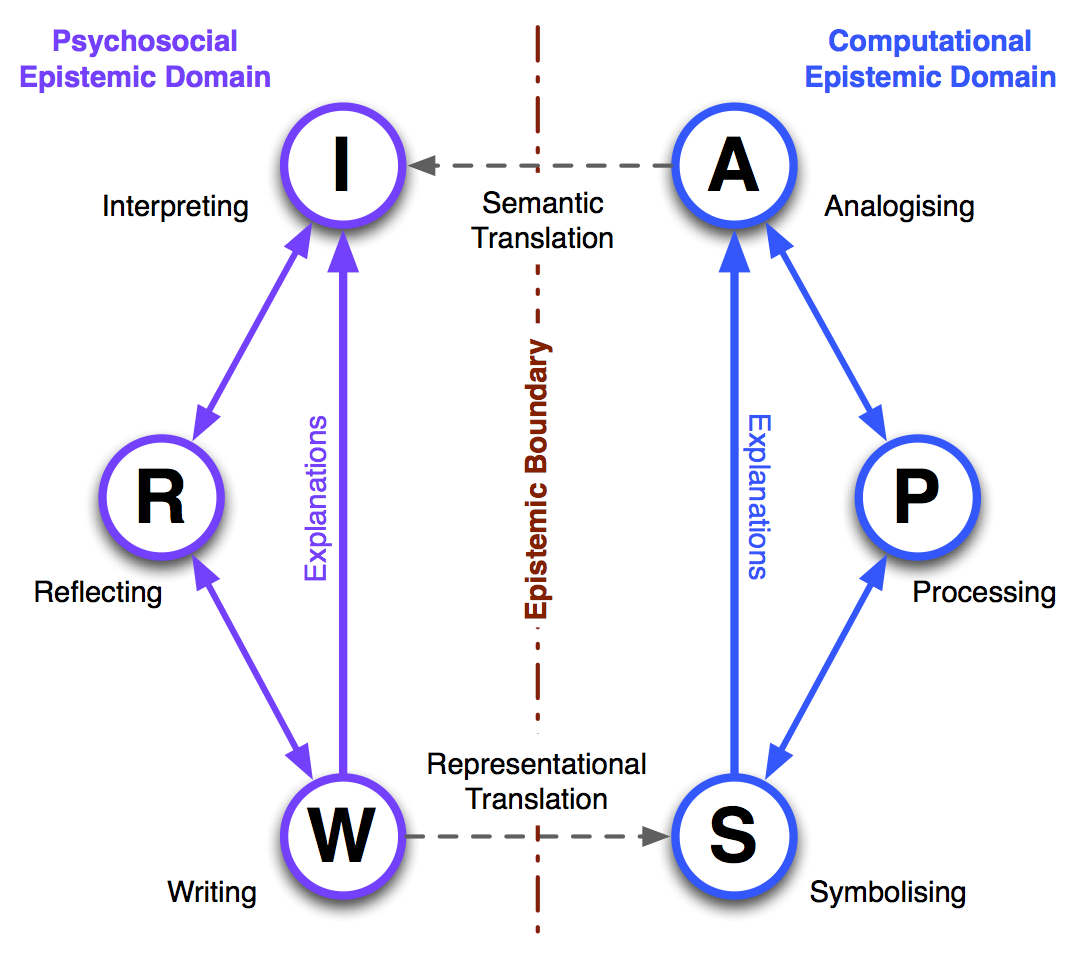 Psychosocial
Epistemic Domain
Computational
Epistemic Domain
I
A
Interpreting
Semantic
Translation
Analogising
Explanations
Epistemic Boundary
Explanations
R
P
Reflecting
Processing
Representational
Translation
W
S
Writing
Symbolising